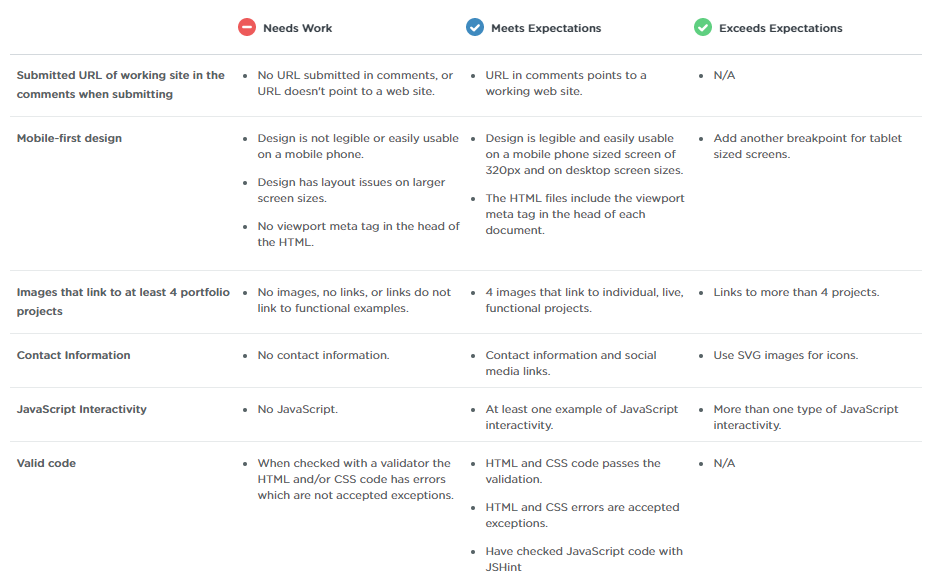 Needs Work
Meets Expectations
Exceeds Expectations
Submitted URL of working site in the
comments when submitting
• No URL submitted in comments, or
URL doesn't point to a web site.
• URL in comments points to a
working web site.
• N/A
Mobile-first design
• Design is not legible or easily usable
on a mobile phone.
• Design has layout issues on larger
screen sizes.
• No viewport meta tag in the head of
the HTML.
• Design is legible and easily usable
on a mobile phone sized screen of
320px and on desktop screen sizes.
• The HTML files include the viewport
meta tag in the head of each
document.
• Add another breakpoint for tablet
sized screens.
Images that link to at least 4 portfolio
projects
• No images, no links, or links do not
link to functional examples.
• 4 images that link to individual, live,
functional projects.
• Links to more than 4 projects.
Contact Information
• No contact information.
• Contact information and social
media links.
• Use SVG images for icons.
JavaScript Interactivity
• No JavaScript.
• At least one example of JavaScript
interactivity.
• More than one type of JavaScript
interactivity.
Valid code
• When checked with a validator the
HTML and/or CSS code has errors
which are not accepted exceptions.
• HTML and CSS code passes the
validation.
• HTML and CSS errors are accepted
exceptions.
• Have checked JavaScript code with
JSHint
• N/A